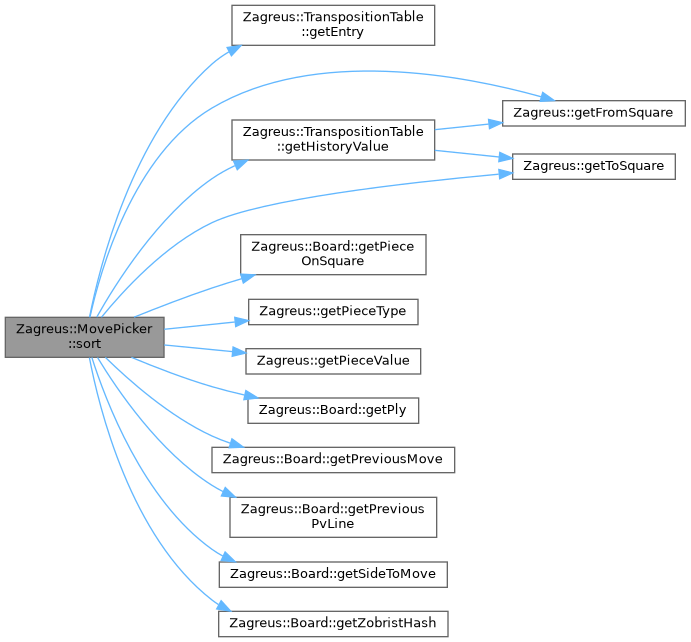 Zagreus::TranspositionTable
::getEntry
Zagreus::getFromSquare
Zagreus::TranspositionTable
::getHistoryValue
Zagreus::getToSquare
Zagreus::Board::getPiece
OnSquare
Zagreus::getPieceType
Zagreus::MovePicker
::sort
Zagreus::getPieceValue
Zagreus::Board::getPly
Zagreus::Board::getPreviousMove
Zagreus::Board::getPrevious
PvLine
Zagreus::Board::getSideToMove
Zagreus::Board::getZobristHash